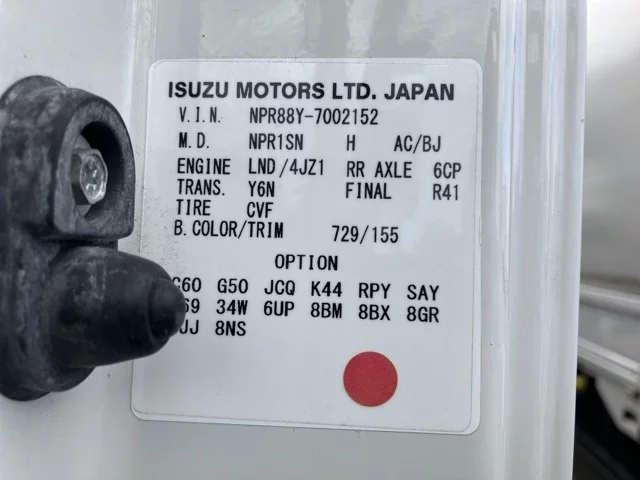 ISUZU MOTORS LTD. JAPAN
V.I.N. NPR88Y-7002152
M.D. NPR1SN H AC/BJ
ENGINE LND/4JZ1 RR AXLE 6CP
TRANS. Y6N FINAL R41
TIRE CVF
B.COLOR/TRIM 729/155
OPTION
G50 JCQ K44 RPY SAY
34W 6UP 8BM 8BX 8GR
8NS